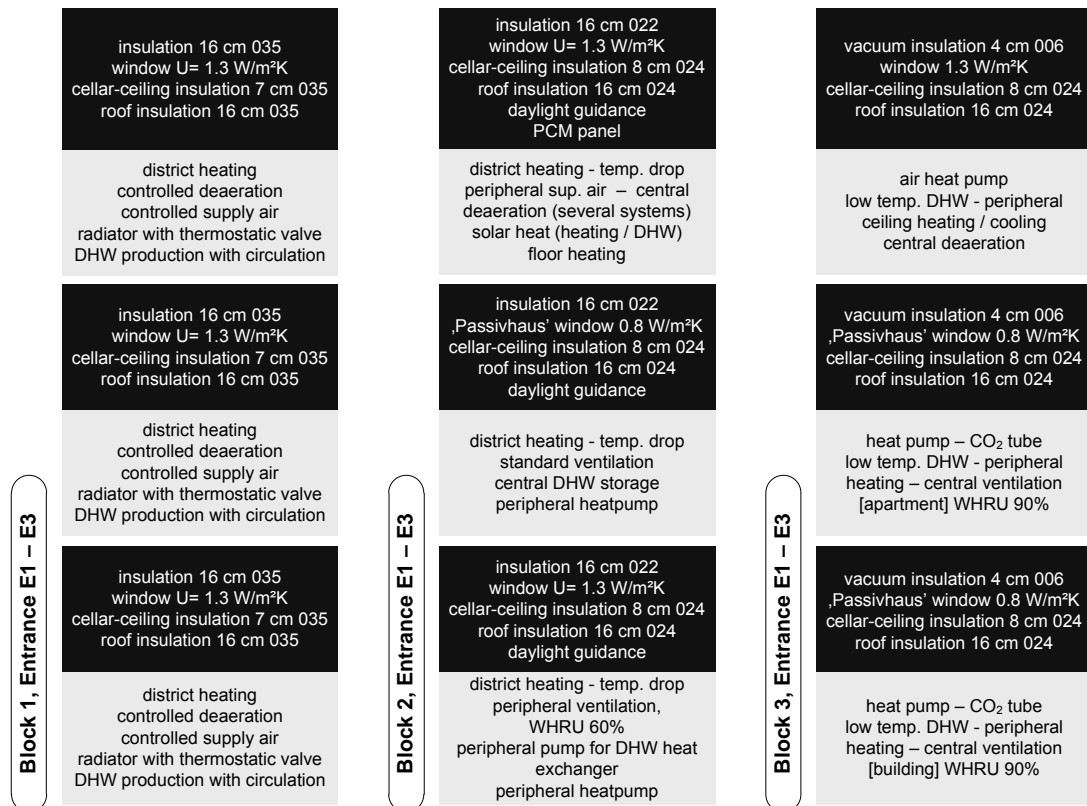 insulation 16 cm 035
window U= 1.3 W/m²K
cellar-ceiling insulation 7 cm 035
roof insulation 16 cm 035
district heating
controlled deaeration
controlled supply air
radiator with thermostatic valve
DHW production with circulation
insulation 16 cm 035
window U= 1.3 W/m²K
cellar-ceiling insulation 7 cm 035
roof insulation 16 cm 035
district heating
controlled deaeration
controlled supply air
radiator with thermostatic valve
DHW production with circulation
insulation 16 cm 035
window U= 1.3 W/m²K
cellar-ceiling insulation 7 cm 035
roof insulation 16 cm 035
district heating
controlled deaeration
controlled supply air
radiator with thermostatic valve
DHW production with circulation
Block 1, Entrance E1 – E3
insulation 16 cm 022
window U= 1.3 W/m²K
cellar-ceiling insulation 8 cm 024
roof insulation 16 cm 024
daylight guidance
PCM panel
district heating - temp. drop
peripheral sup. air – central
deaeration (several systems)
solar heat (heating / DHW)
floor heating
insulation 16 cm 022
‚Passivhaus’ window 0.8 W/m²K
cellar-ceiling insulation 8 cm 024
roof insulation 16 cm 024
daylight guidance
district heating - temp. drop
standard ventilation
central DHW storage
peripheral heatpump
insulation 16 cm 022
window U= 1.3 W/m²K
cellar-ceiling insulation 8 cm 024
roof insulation 16 cm 024
daylight guidance
district heating - temp. drop
peripheral ventilation,
WHRU 60%
peripheral pump for DHW heat
exchanger
peripheral heatpump
Block 2, Entrance E1 – E3
vacuum insulation 4 cm 006
window 1.3 W/m²K
cellar-ceiling insulation 8 cm 024
roof insulation 16 cm 024
air heat pump
low temp. DHW - peripheral
ceiling heating / cooling
central deaeration
vacuum insulation 4 cm 006
‚Passivhaus’ window 0.8 W/m²K
cellar-ceiling insulation 8 cm 024
roof insulation 16 cm 024
heat pump – CO₂ tube
low temp. DHW - peripheral
heating – central ventilation
[apartment] WHRU 90%
vacuum insulation 4 cm 006
‚Passivhaus’ window 0.8 W/m²K
cellar-ceiling insulation 8 cm 024
roof insulation 16 cm 024
heat pump – CO₂ tube
low temp. DHW - peripheral
heating – central ventilation
[building] WHRU 90%
Block 3, Entrance E1 – E3